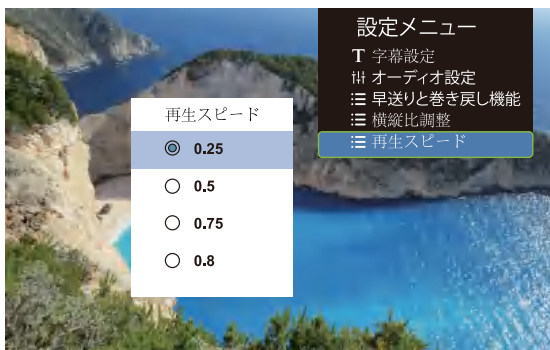 設定メニュー
T 字幕設定
オーディオ設定
早送りと巻き戻し機能
横縦比調整
再生スピード
再生スピード
0.25
0.5
0.75
0.8